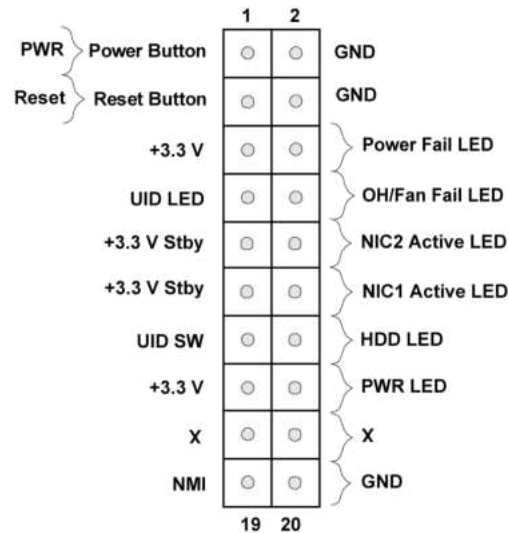 1 2
PWR Power Button GND
Reset Reset Button GND
+3.3 V Power Fail LED
UID LED OH/Fan Fail LED
+3.3 V Stby NIC2 Active LED
+3.3 V Stby NIC1 Active LED
UID SW HDD LED
+3.3 V PWR LED
X X
NMI GND
19 20